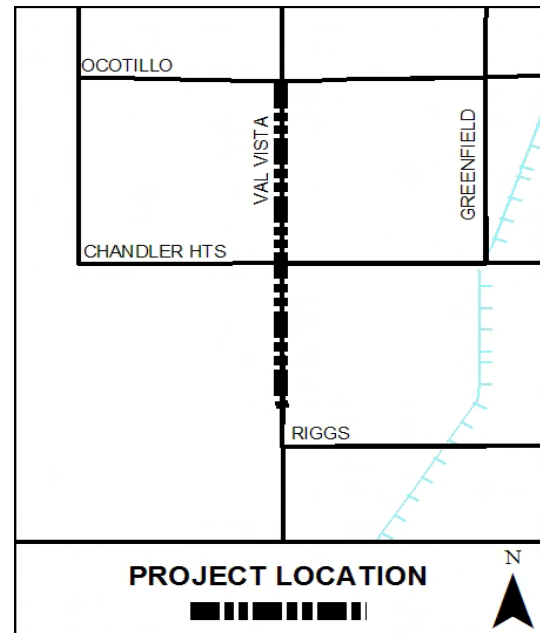 OCOTILLO
VAL VISTA
GREENFIELD
CHANDLER HTS
RIGGS
PROJECT LOCATION
N